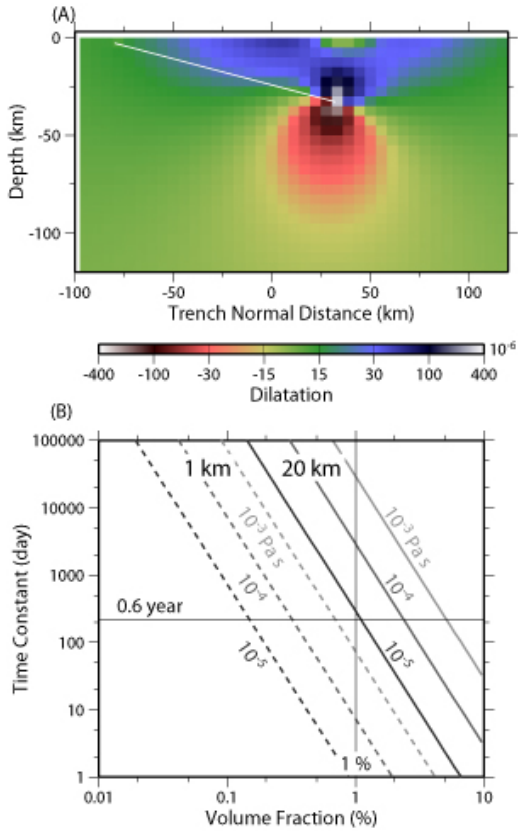 (A)
0
-50
-100
Depth (km)
-100
0
50
100
Trench Normal Distance (km)
10-6
-400
-100
-30
-15
15
30
100
400
Dilatation
(B)
100000
10000
1000
100
10
1
Time Constant (day)
1 km
20 km
10-3 Pa s
10-4
10-5
10-3 Pa s
10-4
10-5
0.6 year
1 %
0.01
0.1
1
10
Volume Fraction (%)